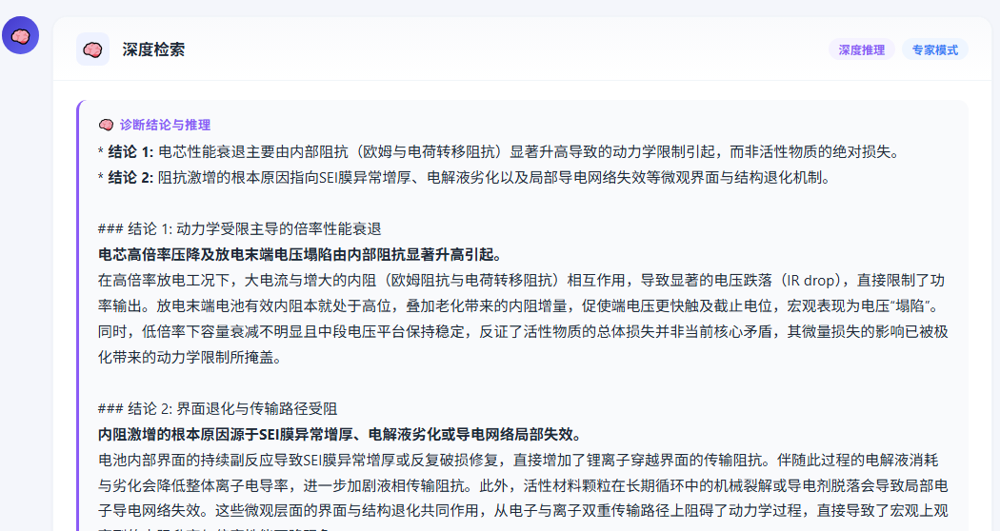 深度检索
深度推理 专家模式
诊断结论与推理
* 结论 1: 电芯性能衰退主要由内部阻抗（欧姆与电荷转移阻抗）显著升高导致的动力学限制引起，而非活性物质的绝对损失。
* 结论 2: 阻抗激增的根本原因指向SEI膜异常增厚、电解液劣化以及局部导电网络失效等微观界面与结构退化机制。
### 结论 1: 动力学受限主导的倍率性能衰退
电芯高倍率压降及放电末端电压塌陷由内部阻抗显著升高引起。
在高倍率放电工况下，大电流与增大的内阻（欧姆阻抗与电荷转移阻抗）相互作用，导致显著的电压跌落（IR drop），直接限制了功
率输出。放电末端电池有效内阻本就处于高位，叠加老化带来的内阻增量，促使端电压更快触及截止电位，宏观表现为电压“塌陷”。
同时，低倍率下容量衰减不明显且中段电压平台保持稳定，反证了活性物质的总体损失并非当前核心矛盾，其微量损失的影响已被极
化带来的动力学限制所掩盖。
### 结论 2: 界面退化与传输路径受阻
内阻激增的根本原因源于SEI膜异常增厚、电解液劣化或导电网络局部失效。
电池内部界面的持续副反应导致SEI膜异常增厚或反复破损修复，直接增加了锂离子穿越界面的传输阻抗。伴随此过程的电解液消耗
与劣化会降低整体离子电导率，进一步加剧液相传输阻抗。此外，活性材料颗粒在长期循环中的机械裂解或导电剂脱落会导致局部电
子导电网络失效。这些微观层面的界面与结构退化共同作用，从电子与离子双重传输路径上阻碍了动力学过程，直接导致了宏观上观